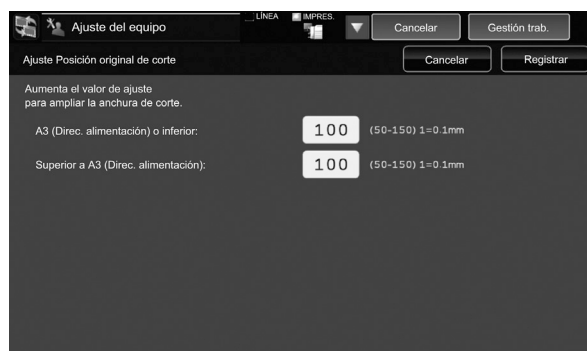 Ajuste del equipo
LÍNEA
IMPRES.
Cancelar
Gestión trab.
Ajuste Posición original de corte
Cancelar
Registrar
Aumenta el valor de ajuste
para ampliar la anchura de corte.
A3 (Direc. alimentación) o inferior:
100
(50-150) 1=0.1mm
Superior a A3 (Direc. alimentación):
100
(50-150) 1=0.1mm